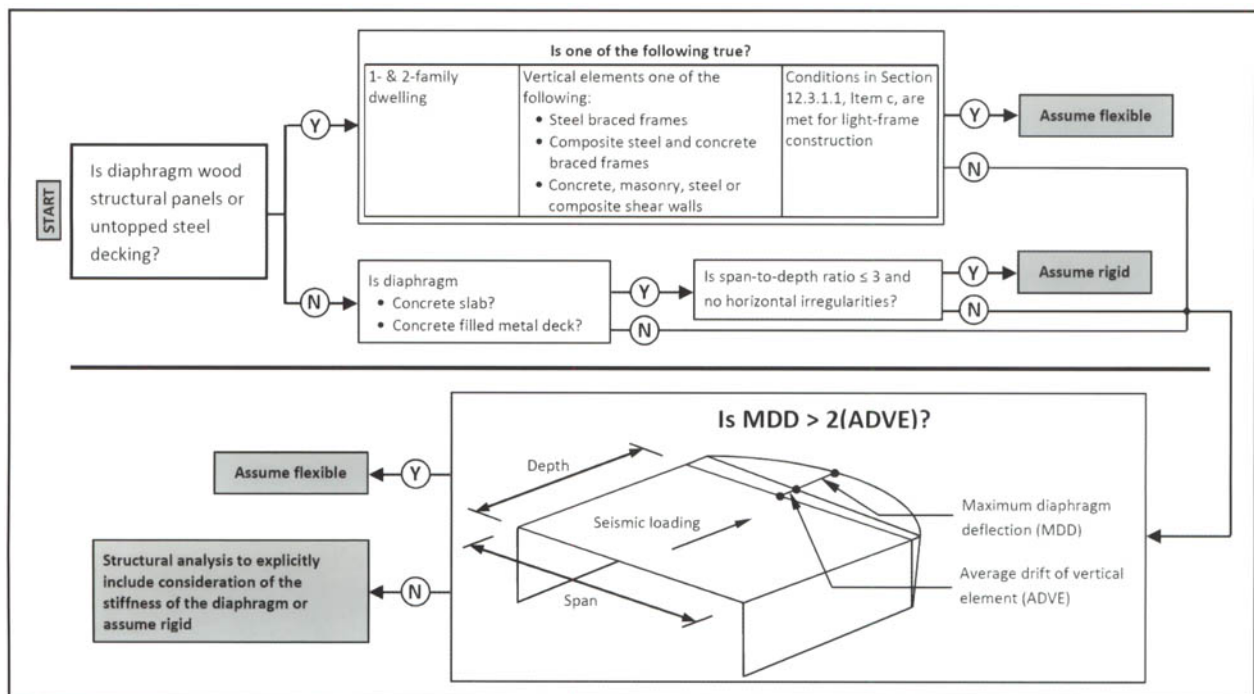 START
Is diaphragm wood
structural panels or
untopped steel
decking?
Y
N
Is one of the following true?
1- & 2-family
dwelling
Vertical elements one of the
following:
• Steel braced frames
• Composite steel and concrete
braced frames
• Concrete, masonry, steel or
composite shear walls
Conditions in Section
12.3.1.1, Item c, are
met for light-frame
construction
Y
Assume flexible
N
Is diaphragm
• Concrete slab?
• Concrete filled metal deck?
Y
N
Is span-to-depth ratio ≤ 3 and
no horizontal irregularities?
Y
Assume rigid
N
Is MDD > 2(ADVE)?
Depth
Seismic loading
Span
Maximum diaphragm
deflection (MDD)
Average drift of vertical
element (ADVE)
Y
Assume flexible
N
Structural analysis to explicitly
include consideration of the
stiffness of the diaphragm or
assume rigid